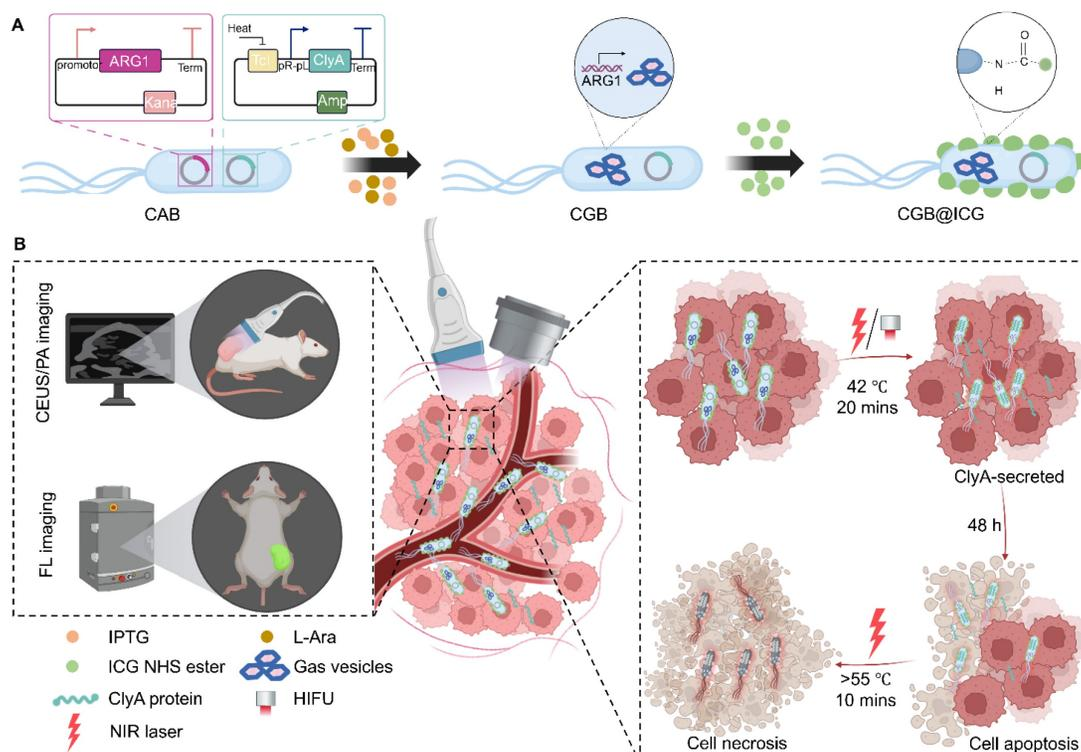 A
Heat
promotor
ARG1
Term
Kana
TcI
pR-pL
ClyA
Term
Amp
ARG1
O
N
C
H
CAB
CGB
CGB@ICG
B
CEUS/PA imaging
FL imaging
42 ℃
20 mins
ClyA-secreted
48 h
>55 ℃
10 mins
Cell necrosis
Cell apoptosis
IPTG
L-Ara
ICG NHS ester
Gas vesicles
ClyA protein
HIFU
NIR laser